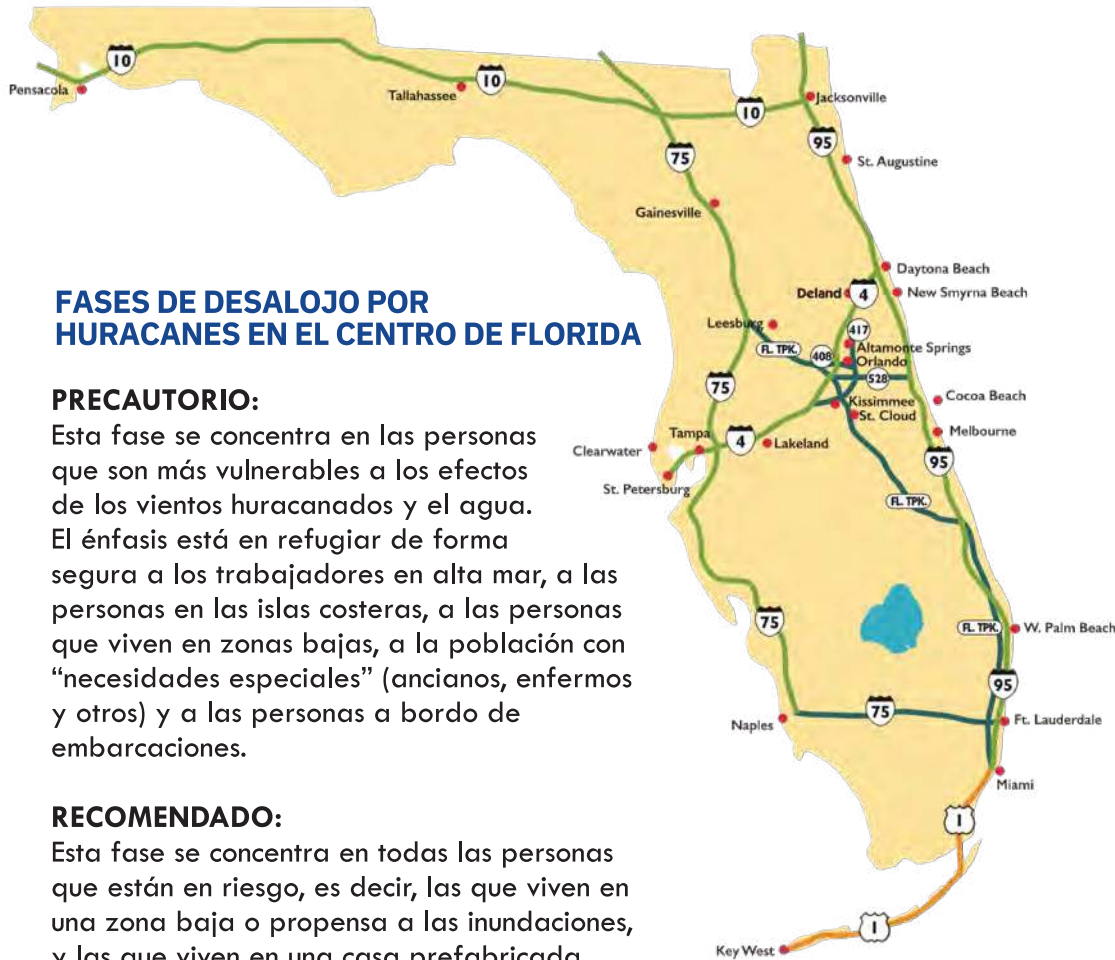 10
Pensacola
Tallahassee
10
10
Jacksonville
95
75
St. Augustine
Gainesville
Daytona Beach
Deland
4
New Smyrna Beach
Leesburg
417
FL. TPK.
408
Altamonte Springs
Orlando
528
75
Kissimmee
St. Cloud
Cocoa Beach
Tampa
4
Lakeland
Melbourne
Clearwater
95
St. Petersburg
FL. TPK.
75
FL. TPK.
W. Palm Beach
95
75
Naples
Ft. Lauderdale
Miami
1
1
Key West
FASES DE DESALOJO POR
HURACANES EN EL CENTRO DE FLORIDA
PRECAUTORIO:
Esta fase se concentra en las personas
que son más vulnerables a los efectos
de los vientos huracanados y el agua.
El énfasis está en refugiar de forma
segura a los trabajadores en alta mar, a las
personas en las islas costeras, a las personas
que viven en zonas bajas, a la población con
“necesidades especiales” (ancianos, enfermos
y otros) y a las personas a bordo de
embarcaciones.
RECOMENDADO:
Esta fase se concentra en todas las personas
que están en riesgo, es decir, las que viven en
una zona baja o propensa a las inundaciones,
y las que viven en una casa prefabricada